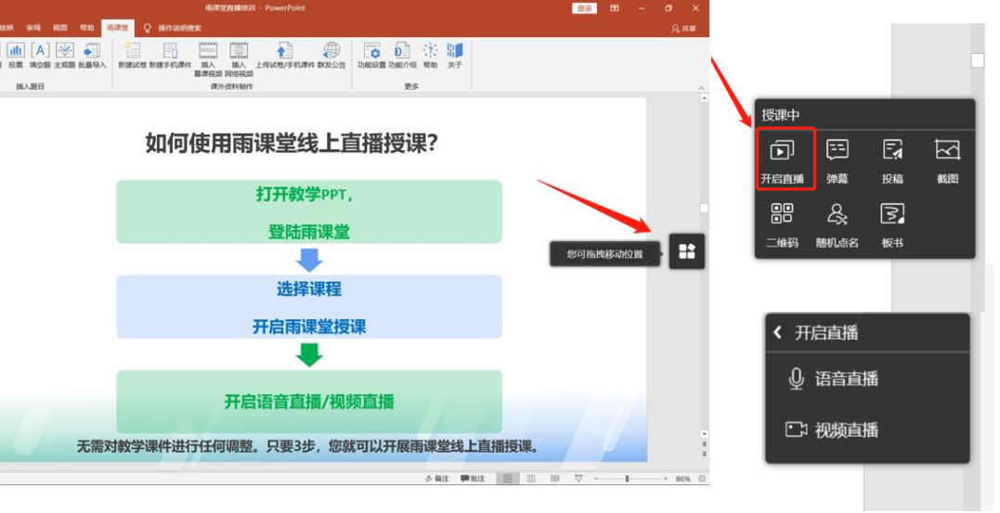 雨课堂直播培训 - PowerPoint
登录
放映 审阅 视图 帮助 雨课堂 操作说明搜索
共享
投票 填空题 主观题 批量导入 新建试卷 新建手机课件 插入 插入 上传试卷/手机课件 群发公告 功能设置 功能介绍 帮助 关于
慕课视频 网络视频
插入题目 课外资料制作 更多
如何使用雨课堂线上直播授课？
打开教学PPT，
登陆雨课堂
选择课程
开启雨课堂授课
开启语音直播/视频直播
无需对教学课件进行任何调整。只要3步，您就可以开展雨课堂线上直播授课。
您可拖拽移动位置
备注 批注 86%
授课中
开启直播 弹幕 投稿 截图
二维码 随机点名 板书
开启直播
语音直播
视频直播